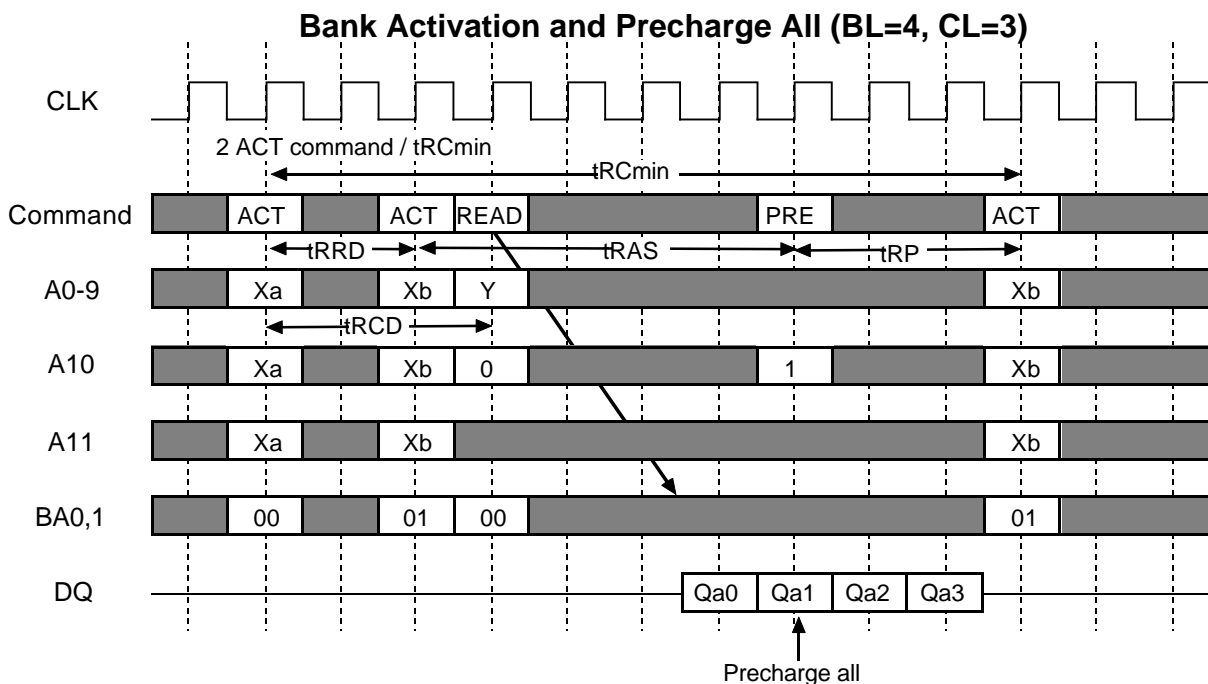 Bank Activation and Precharge All (BL=4, CL=3)
CLK
2 ACT command / tRCmin
tRCmin
Command ACT ACT READ PRE ACT
tRRD tRAS tRP
A0-9 Xa Xb Y Xb
tRCD
A10 Xa Xb 0 1 Xb
A11 Xa Xb Xb
BA0,1 00 01 00 01
DQ Qa0 Qa1 Qa2 Qa3
Precharge all